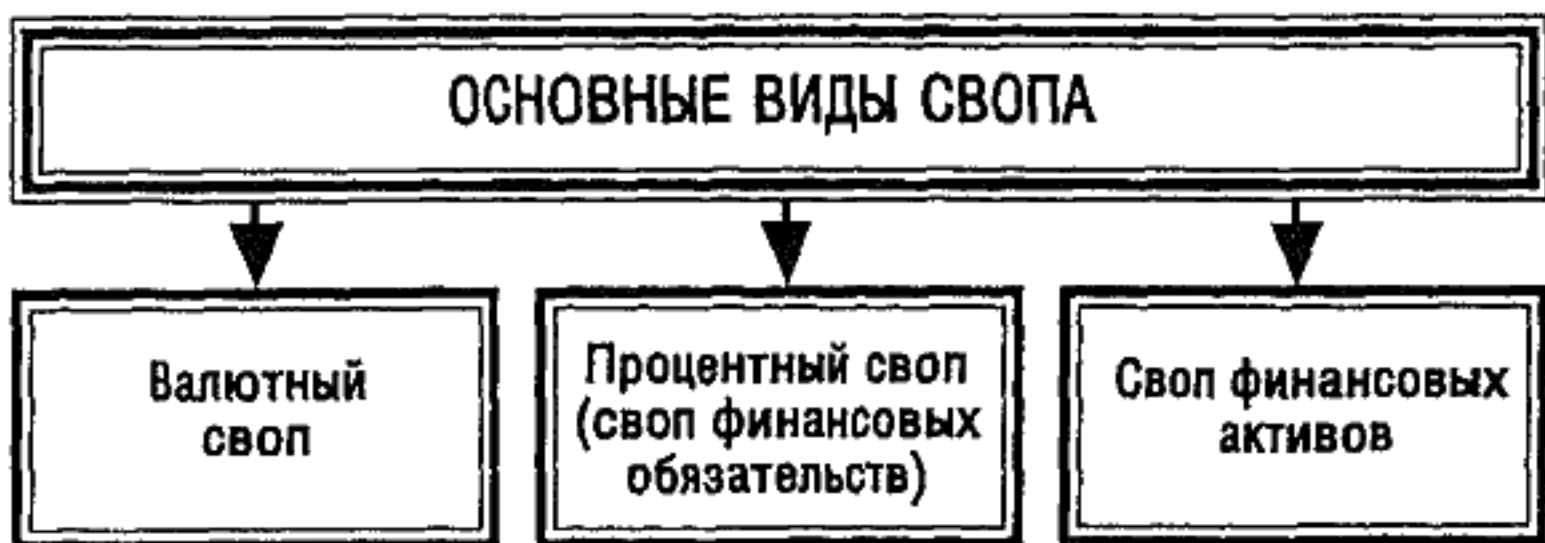 ОСНОВНЫЕ ВИДЫ СВОПА
Валютный
своп
Процентный своп
(своп финансовых
обязательств)
Своп финансовых
активов